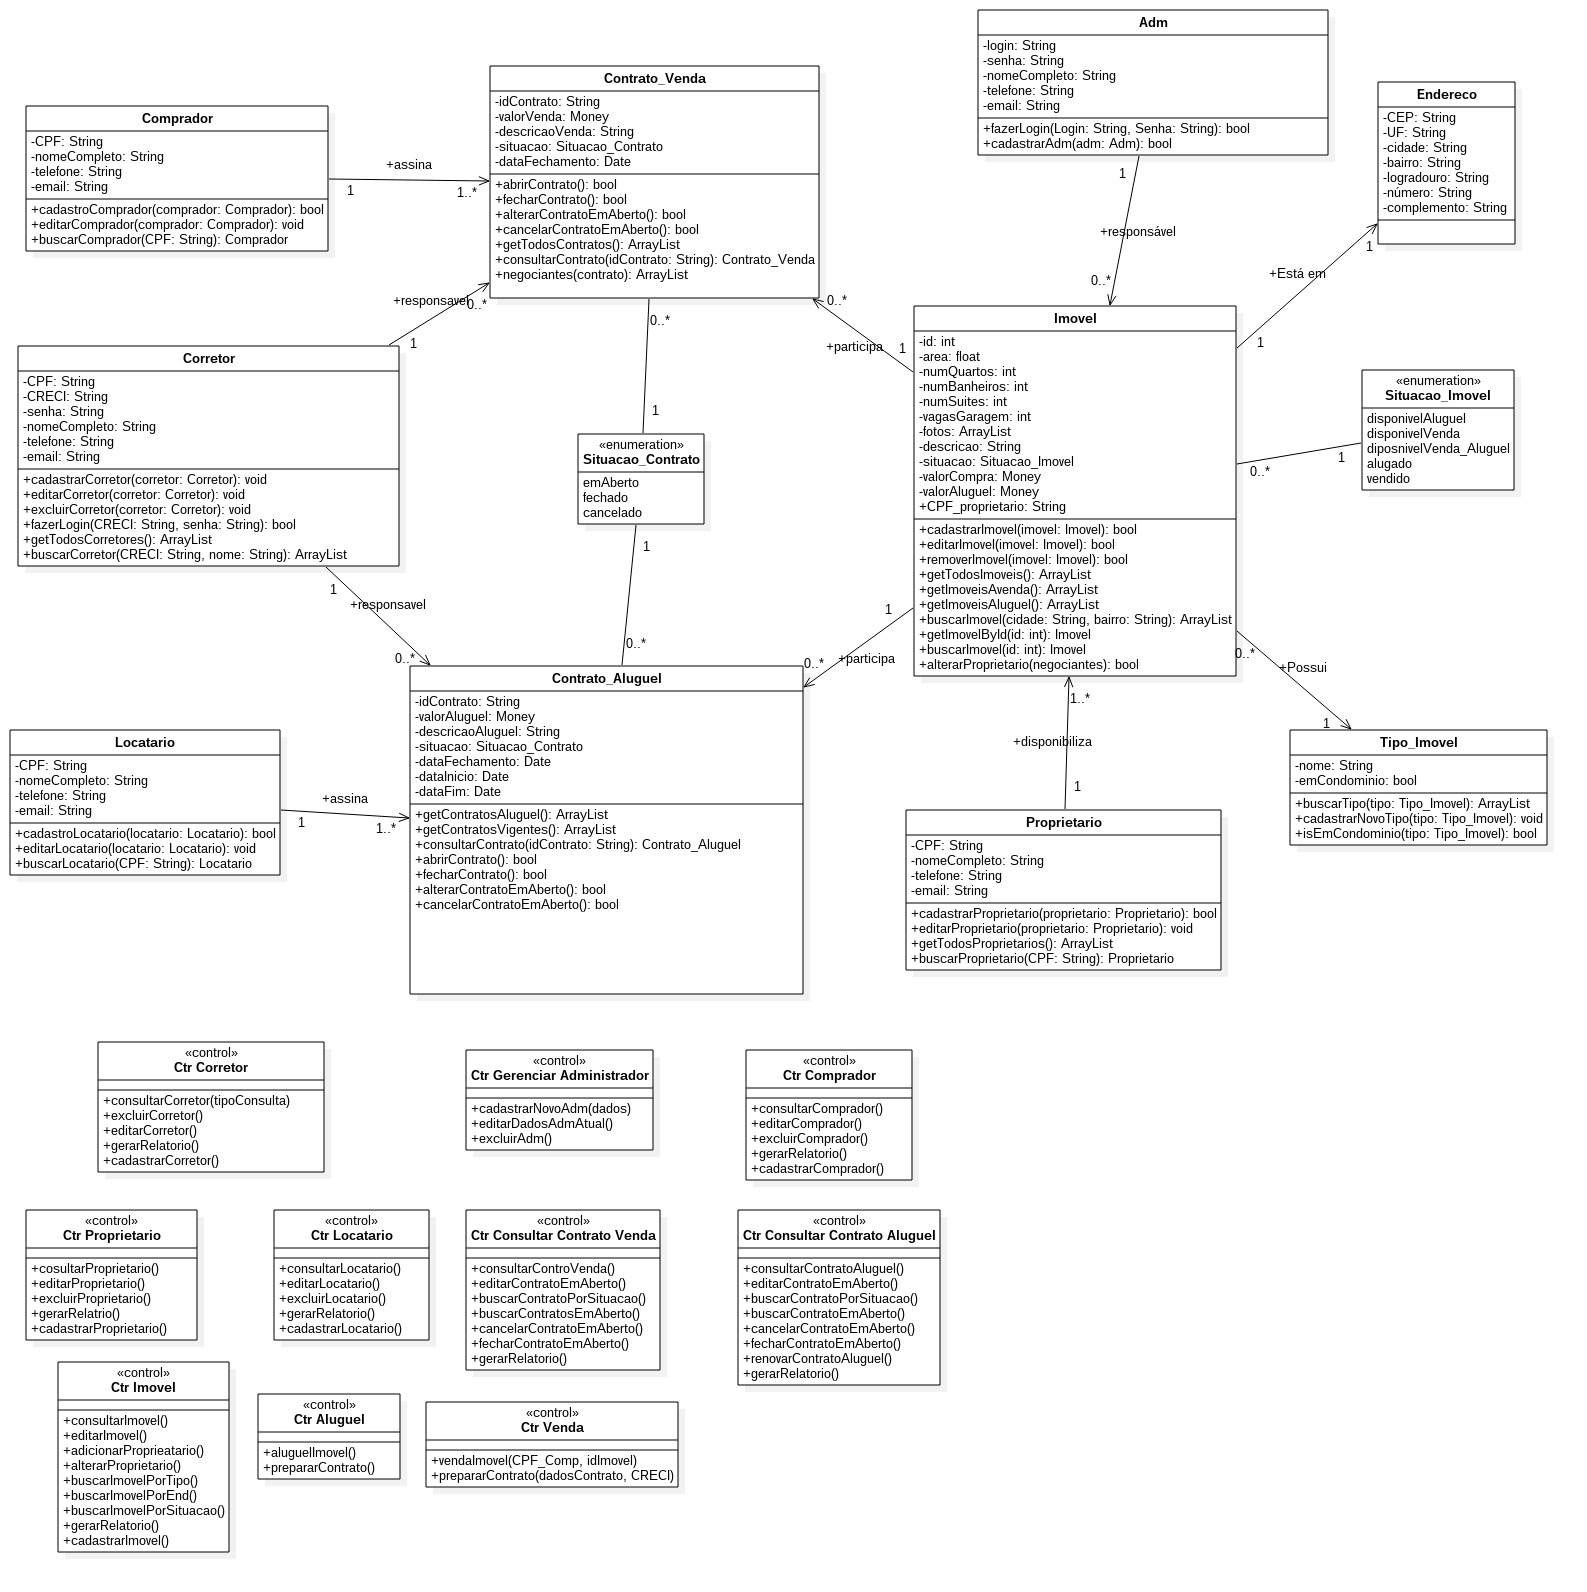 Adm
-login: String
-senha: String
-nomeCompleto: String
-telefone: String
-email: String
+fazerLogin(Login: String, Senha: String): bool
+cadastrarAdm(adm: Adm): bool
Contrato_Venda
-idContrato: String
-valorVenda: Money
-descricaoVenda: String
-situacao: Situacao_Contrato
-dataFechamento: Date
+abrirContrato(): bool
+fecharContrato(): bool
+alterarContratoEmAberto(): bool
+cancelarContratoEmAberto(): bool
+getTodosContratos(): ArrayList
+consultarContrato(idContrato: String): Contrato_Venda
+negociantes(contrato): ArrayList
Endereco
-CEP: String
-UF: String
-cidade: String
-bairro: String
-logradouro: String
-número: String
-complemento: String
Comprador
-CPF: String
-nomeCompleto: String
-telefone: String
-email: String
+cadastroComprador(comprador: Comprador): bool
+editarComprador(comprador: Comprador): void
+buscarComprador(CPF: String): Comprador
+assina
1
1..*
1
+responsável
0..*
+Está em
1
1
+responsavel
0..*
1
0..*
1
0..*
+participa
1
Corretor
-CPF: String
-CRECI: String
-senha: String
-nomeCompleto: String
-telefone: String
-email: String
+cadastrarCorretor(corretor: Corretor): void
+editarCorretor(corretor: Corretor): void
+excluirCorretor(corretor: Corretor): void
+fazerLogin(CRECI: String, senha: String): bool
+getTodosCorretores(): ArrayList
+buscarCorretor(CRECI: String, nome: String): ArrayList
Imovel
-id: int
-area: float
-numQuartos: int
-numBanheiros: int
-numSuites: int
-vagasGaragem: int
-fotos: ArrayList
-descricao: String
-situacao: Situacao_Imovel
-valorCompra: Money
-valorAluguel: Money
+CPF_proprietario: String
+cadastrarImovel(imovel: Imovel): bool
+editarImovel(imovel: Imovel): bool
+removerImovel(imovel: Imovel): bool
+getTodosImoveis(): ArrayList
+getImoveisAvenda(): ArrayList
+getImoveisAluguel(): ArrayList
+buscarImovel(cidade: String, bairro: String): ArrayList
+getImovelById(id: int): Imovel
+buscarImovel(id: int): Imovel
+alterarProprietario(negociantes): bool
«enumeration»
Situacao_Imovel
disponivelAluguel
disponivelVenda
diposnivelVenda_Aluguel
alugado
vendido
0..*
1
«enumeration»
Situacao_Contrato
emAberto
fechado
cancelado
1
0..*
1
+responsavel
0..*
1
+participa
0..*
0..*
+Possui
1
1..*
+disponibiliza
1
Contrato_Aluguel
-idContrato: String
-valorAluguel: Money
-descricaoAluguel: String
-situacao: Situacao_Contrato
-dataFechamento: Date
-dataInicio: Date
-dataFim: Date
+getContratosAluguel(): ArrayList
+getContratosVigentes(): ArrayList
+consultarContrato(idContrato: String): Contrato_Aluguel
+abrirContrato(): bool
+fecharContrato(): bool
+alterarContratoEmAberto(): bool
+cancelarContratoEmAberto(): bool
Locatario
-CPF: String
-nomeCompleto: String
-telefone: String
-email: String
+cadastroLocatario(locatario: Locatario): bool
+editarLocatario(locatario: Locatario): void
+buscarLocatario(CPF: String): Locatario
+assina
1
1..*
Tipo_Imovel
-nome: String
-emCondominio: bool
+buscarTipo(tipo: Tipo_Imovel): ArrayList
+cadastrarNovoTipo(tipo: Tipo_Imovel): void
+isEmCondominio(tipo: Tipo_Imovel): bool
Proprietario
-CPF: String
-nomeCompleto: String
-telefone: String
-email: String
+cadastrarProprietario(proprietario: Proprietario): bool
+editarProprietario(proprietario: Proprietario): void
+getTodosProprietarios(): ArrayList
+buscarProprietario(CPF: String): Proprietario
«control»
Ctr Corretor
+consultarCorretor(tipoConsulta)
+excluirCorretor()
+editarCorretor()
+gerarRelatorio()
+cadastrarCorretor()
«control»
Ctr Gerenciar Administrador
+cadastrarNovoAdm(dados)
+editarDadosAdmAtual()
+excluirAdm()
«control»
Ctr Comprador
+consultarComprador()
+editarComprador()
+excluirComprador()
+gerarRelatorio()
+cadastrarComprador()
«control»
Ctr Proprietario
+cosultarProprietario()
+editarProprietario()
+excluirProprietario()
+gerarRelatrio()
+cadastrarProprietario()
«control»
Ctr Locatario
+consultarLocatario()
+editarLocatario()
+excluirLocatario()
+gerarRelatorio()
+cadastrarLocatario()
«control»
Ctr Consultar Contrato Venda
+consultarControVenda()
+editarContratoEmAberto()
+buscarContratoPorSituacao()
+buscarContratosEmAberto()
+cancelarContratoEmAberto()
+fecharContratoEmAberto()
+gerarRelatorio()
«control»
Ctr Consultar Contrato Aluguel
+consultarContratoAluguel()
+editarContratoEmAberto()
+buscarContratoPorSituacao()
+buscarContratoEmAberto()
+cancelarContratoEmAberto()
+fecharContratoEmAberto()
+renovarContratoAluguel()
+gerarRelatorio()
«control»
Ctr Imovel
+consultarImovel()
+editarImovel()
+adicionarProprieatario()
+alterarProprietario()
+buscarImovelPorTipo()
+buscarImovelPorEnd()
+buscarImovelPorSituacao()
+gerarRelatorio()
+cadastrarImovel()
«control»
Ctr Aluguel
+aluguelImovel()
+prepararContrato()
«control»
Ctr Venda
+vendaImovel(CPF_Comp, idImovel)
+prepararContrato(dadosContrato, CRECI)